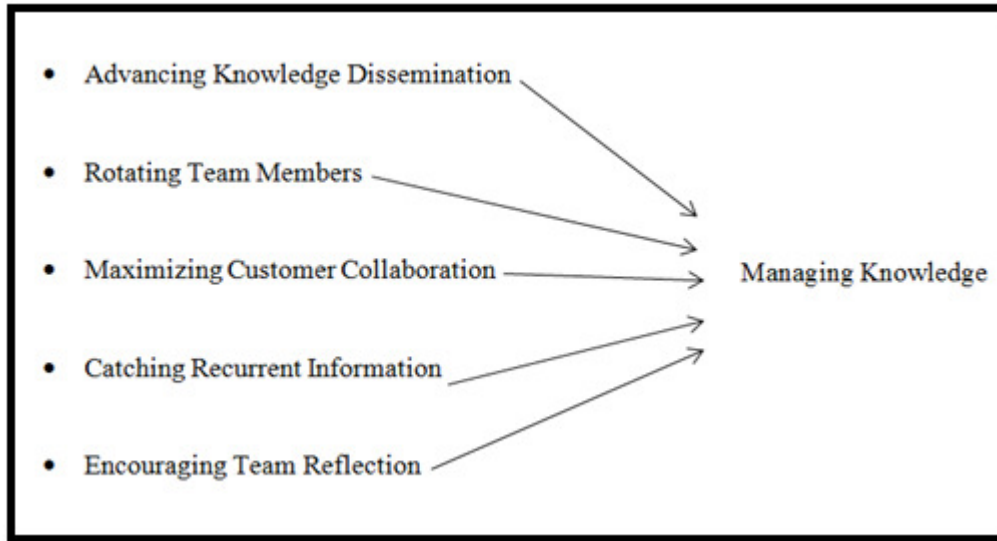 • Advancing Knowledge Dissemination
• Rotating Team Members
• Maximizing Customer Collaboration
Managing Knowledge
• Catching Recurrent Information
• Encouraging Team Reflection